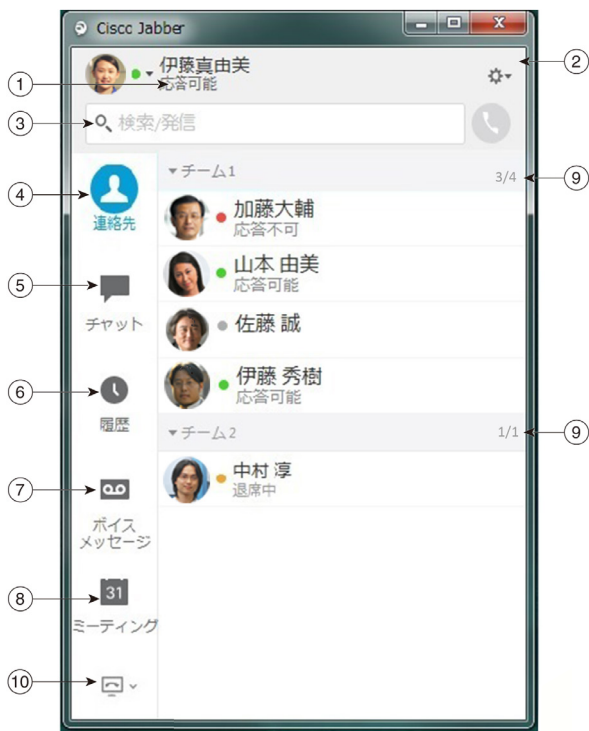 Cisco Jabber
伊藤真由美
応答可能
① ②
③ 検索/発信
④ 連絡先
⑤ チャット
⑥ 履歴
⑦ ボイス
メッセージ
⑧ 31
ミーティング
⑩
チーム1 3/4 ⑨
加藤大輔
応答不可
山本 由美
応答可能
佐藤 誠
伊藤 秀樹
応答可能
チーム2 1/1 ⑨
中村 淳
退席中